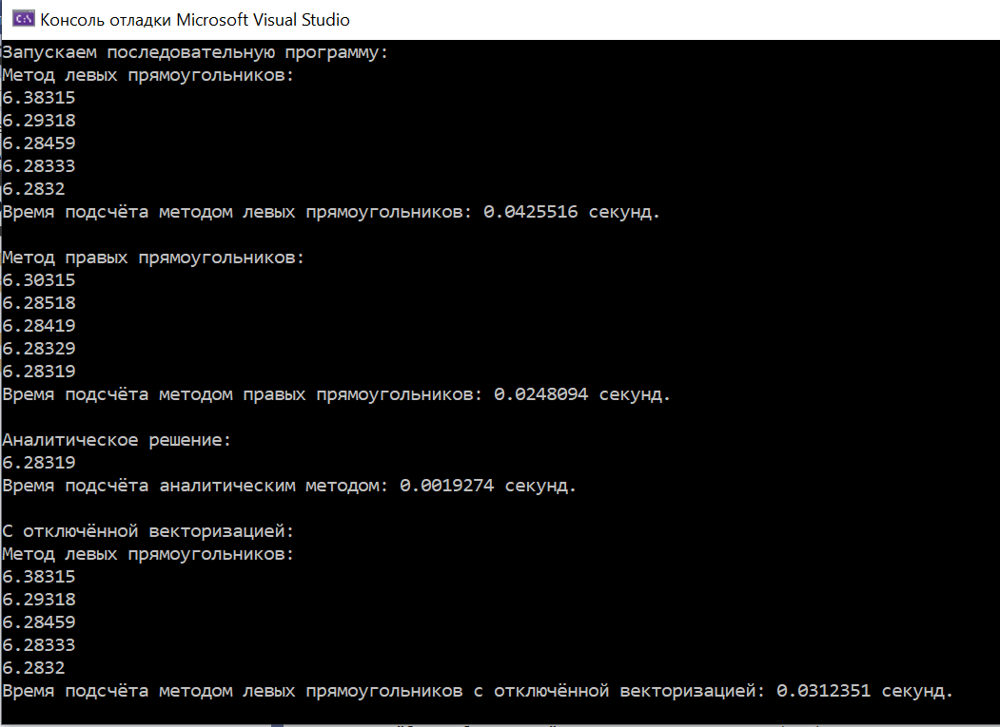 Консоль отладки Microsoft Visual Studio
Запускаем последовательную программу:
Метод левых прямоугольников:
6.38315
6.29318
6.28459
6.28333
6.2832
Время подсчёта методом левых прямоугольников: 0.0425516 секунд.
Метод правых прямоугольников:
6.30315
6.28518
6.28419
6.28329
6.28319
Время подсчёта методом правых прямоугольников: 0.0248094 секунд.
Аналитическое решение:
6.28319
Время подсчёта аналитическим методом: 0.0019274 секунд.
С отключённой векторизацией:
Метод левых прямоугольников:
6.38315
6.29318
6.28459
6.28333
6.2832
Время подсчёта методом левых прямоугольников с отключённой векторизацией: 0.0312351 секунд.